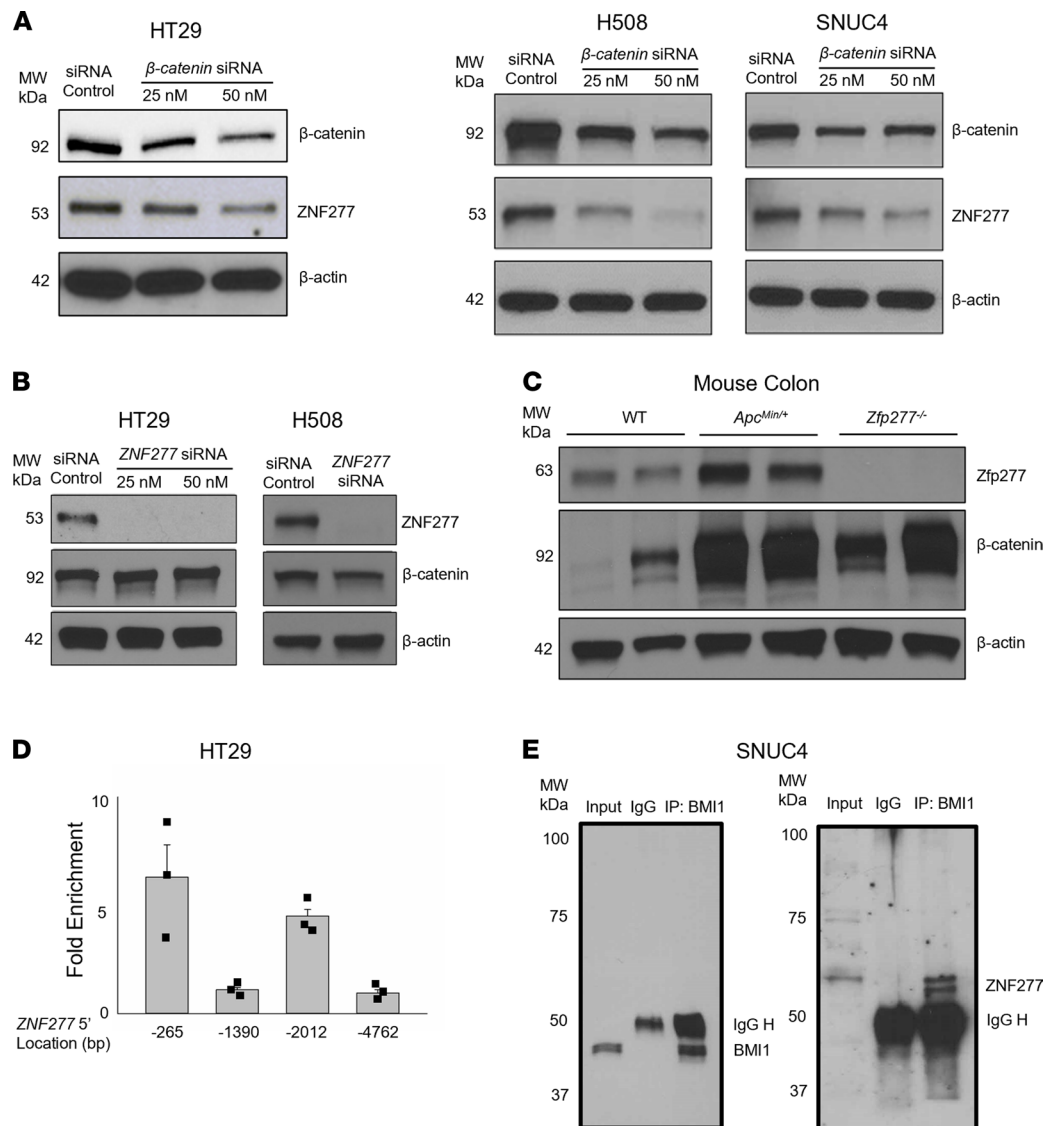 A
HT29
MW
kDa
siRNA
Control
β-catenin siRNA
25 nM 50 nM
92
β-catenin
53
ZNF277
42
β-actin
H508
SNUC4
MW
kDa
siRNA
Control
β-catenin siRNA
25 nM 50 nM
siRNA
Control
β-catenin siRNA
25 nM 50 nM
92
β-catenin
53
ZNF277
42
β-actin
B
HT29
H508
MW
kDa
siRNA
Control
ZNF277 siRNA
25 nM 50 nM
siRNA
Control
ZNF277
siRNA
53
ZNF277
92
β-catenin
42
β-actin
C
Mouse Colon
MW
kDa
WT
ApcMin/+
Zfp277-/-
63
Zfp277
92
β-catenin
42
β-actin
D
HT29
Fold Enrichment
10
5
0
ZNF277 5'
Location (bp)
-265 -1390 -2012 -4762
E
SNUC4
MW
kDa
Input IgG IP: BMI1
100
75
50
37
IgG H
BMI1
MW
kDa
Input IgG IP: BMI1
100
75
50
37
ZNF277
IgG H